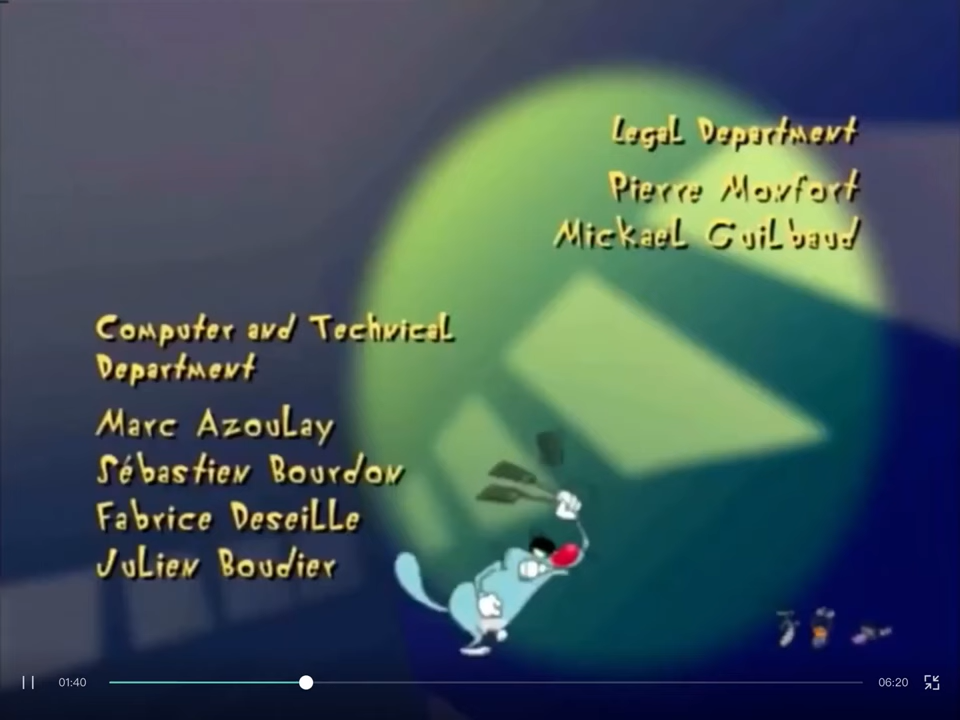 Legal Department
Pierre Monfort
Mickael Guilbaud
Computer and Technical
Department
Marc Azoulay
Sébastien Bourdon
Fabrice Deseille
Julien Boudier
01:40
06:20